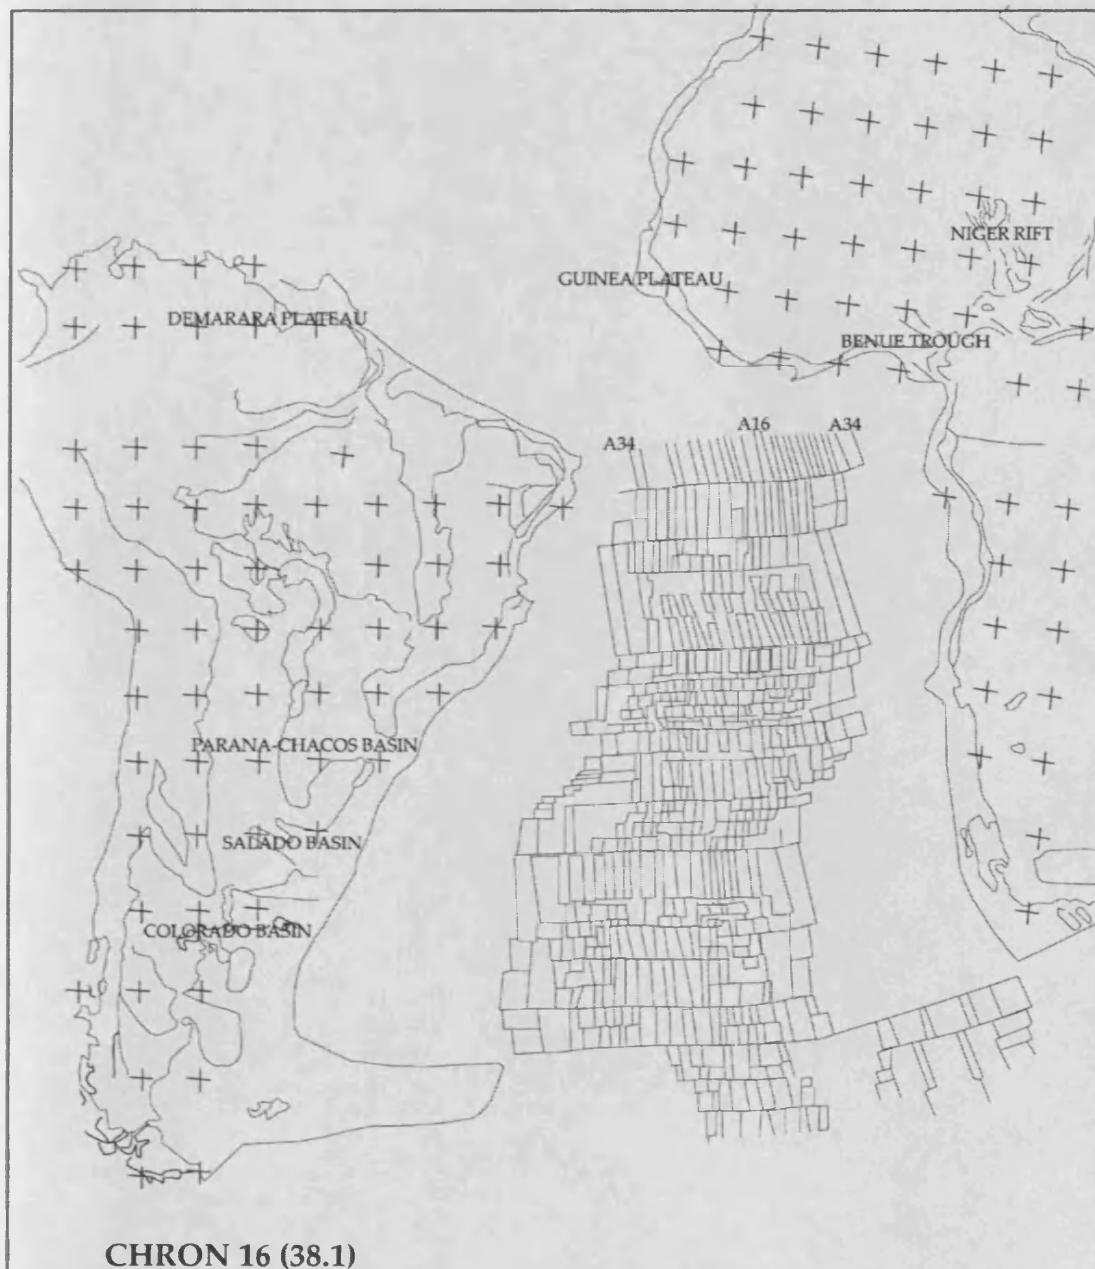 NIGER RIFT
GUINEA PLATEAU
DEMARARA PLATEAU
BENUE TROUGH
A34
A16
A34
PARANA-CHACOS BASIN
SALADO BASIN
COLORADO BASIN
CHRON 16 (38.1)